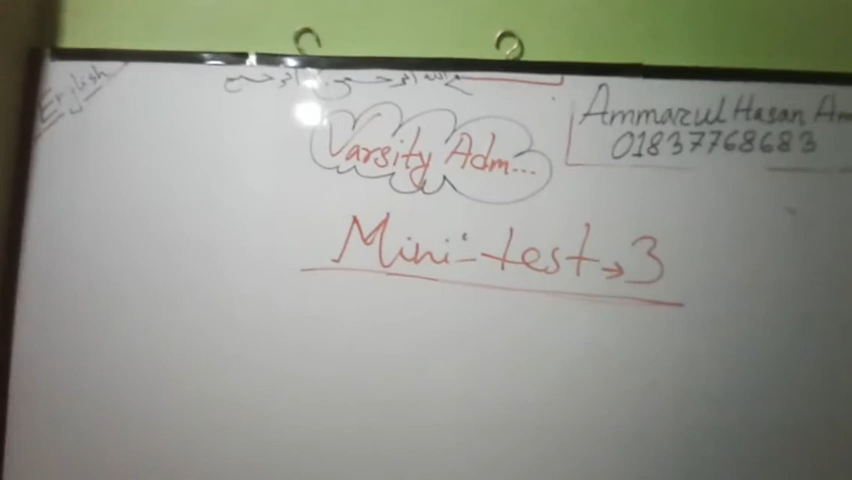 English
Varsity Adm...
Ammarul Hasan Am
01837768683
Mini-test→3